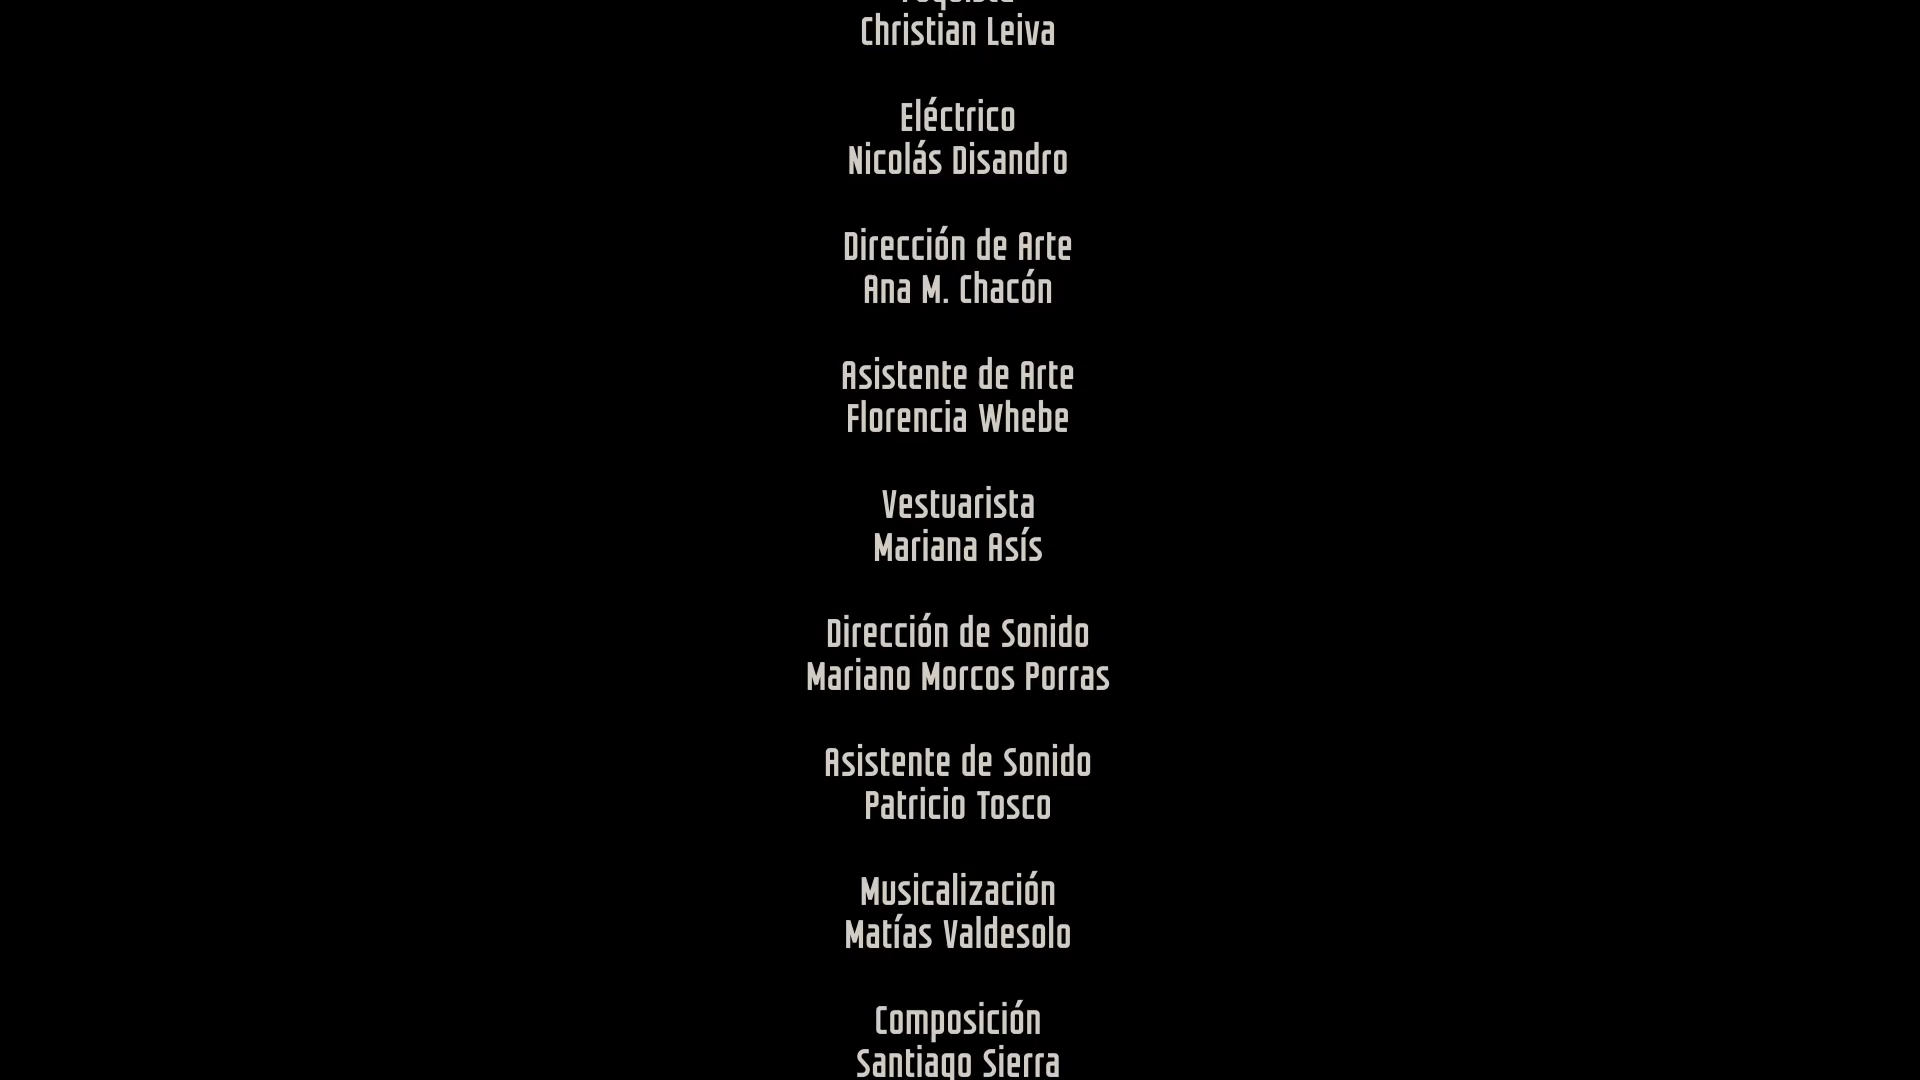 Christian Leiva
Eléctrico
Nicolás Disandro
Dirección de Arte
Ana M. Chacón
Asistente de Arte
Florencia Whebe
Vestuarista
Mariana Asís
Dirección de Sonido
Mariano Morcos Porras
Asistente de Sonido
Patricio Tosco
Musicalización
Matías Valdesolo
Composición
Santiago Sierra